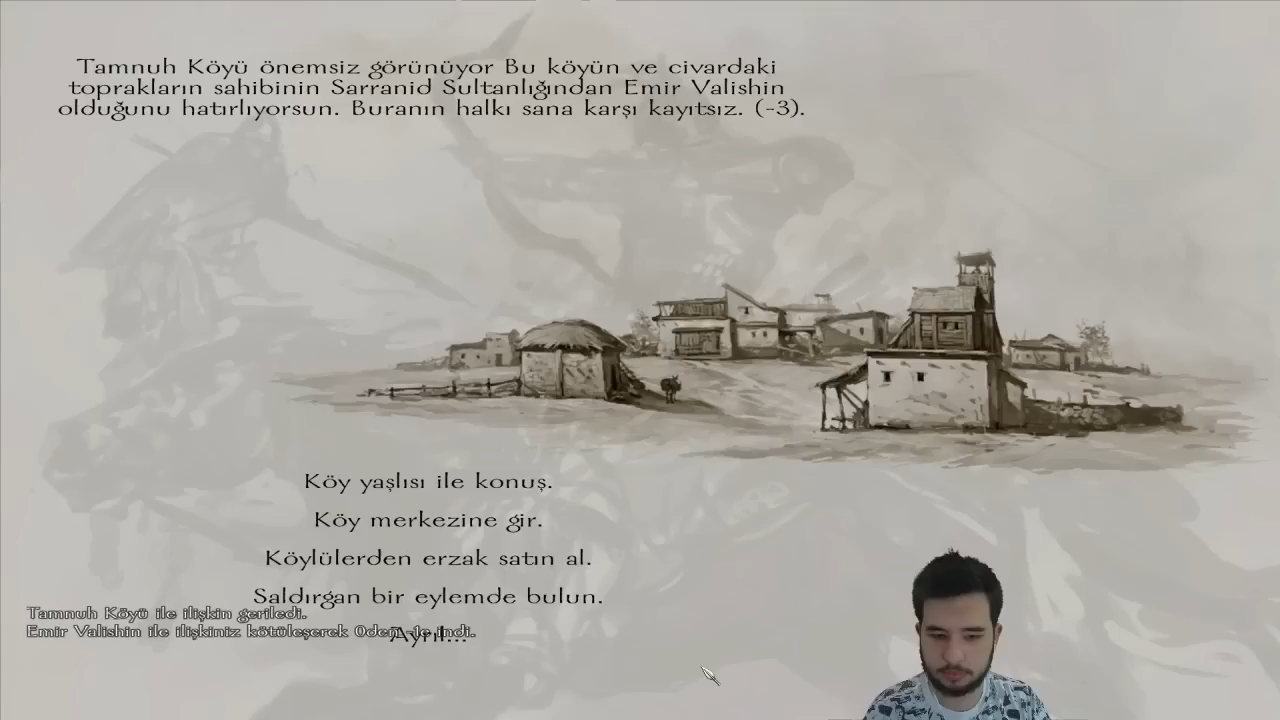 Tamnuh Köyü önemsiz görünüyor Bu köyün ve civardaki
toprakların sahibinin Sarranid Sultanlığından Emir Valishin
olduğunu hatırlıyorsun. Buranın halkı sana karşı kayıtsız. (-3).
Köy yaşlısı ile konuş.
Köy merkezine gir.
Köylülerden erzak satın al.
Saldırgan bir eylemde bulun.
Tamnuh Köyü ile ilişkin geriledi.
Emir Valishin ile ilişkiniz kötüleşerek 0den -1e indi.